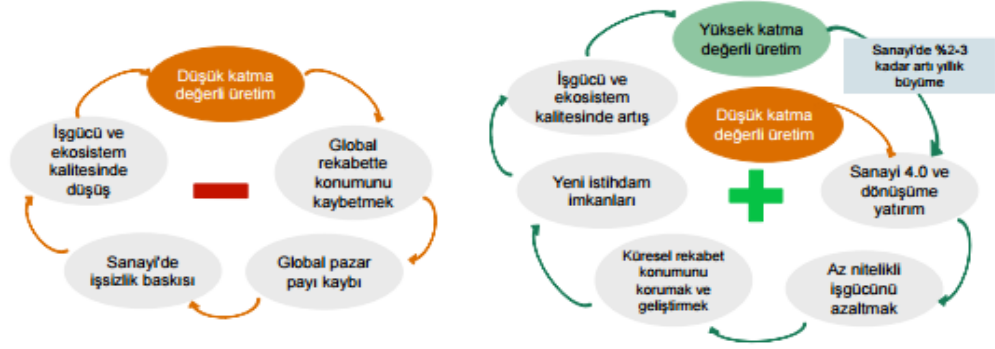 Düşük katma
değerli üretim
Global
rekabette
konumunu
kaybetmek
Global pazar
payı kaybı
Sanayi'de
işsizlik baskısı
İşgücü ve
ekosistem
kalitesinde
düşüş
Yüksek katma
değerli üretim
Sanayi'de %2-3
kadar artı yıllık
büyüme
Düşük katma
değerli üretim
Sanayi 4.0 ve
dönüşüme
yatırım
Az nitelikli
işgücünü
azaltmak
Küresel rekabet
konumunu
korumak ve
geliştirmek
Yeni istihdam
imkanları
İşgücü ve
ekosistem
kalitesinde artış